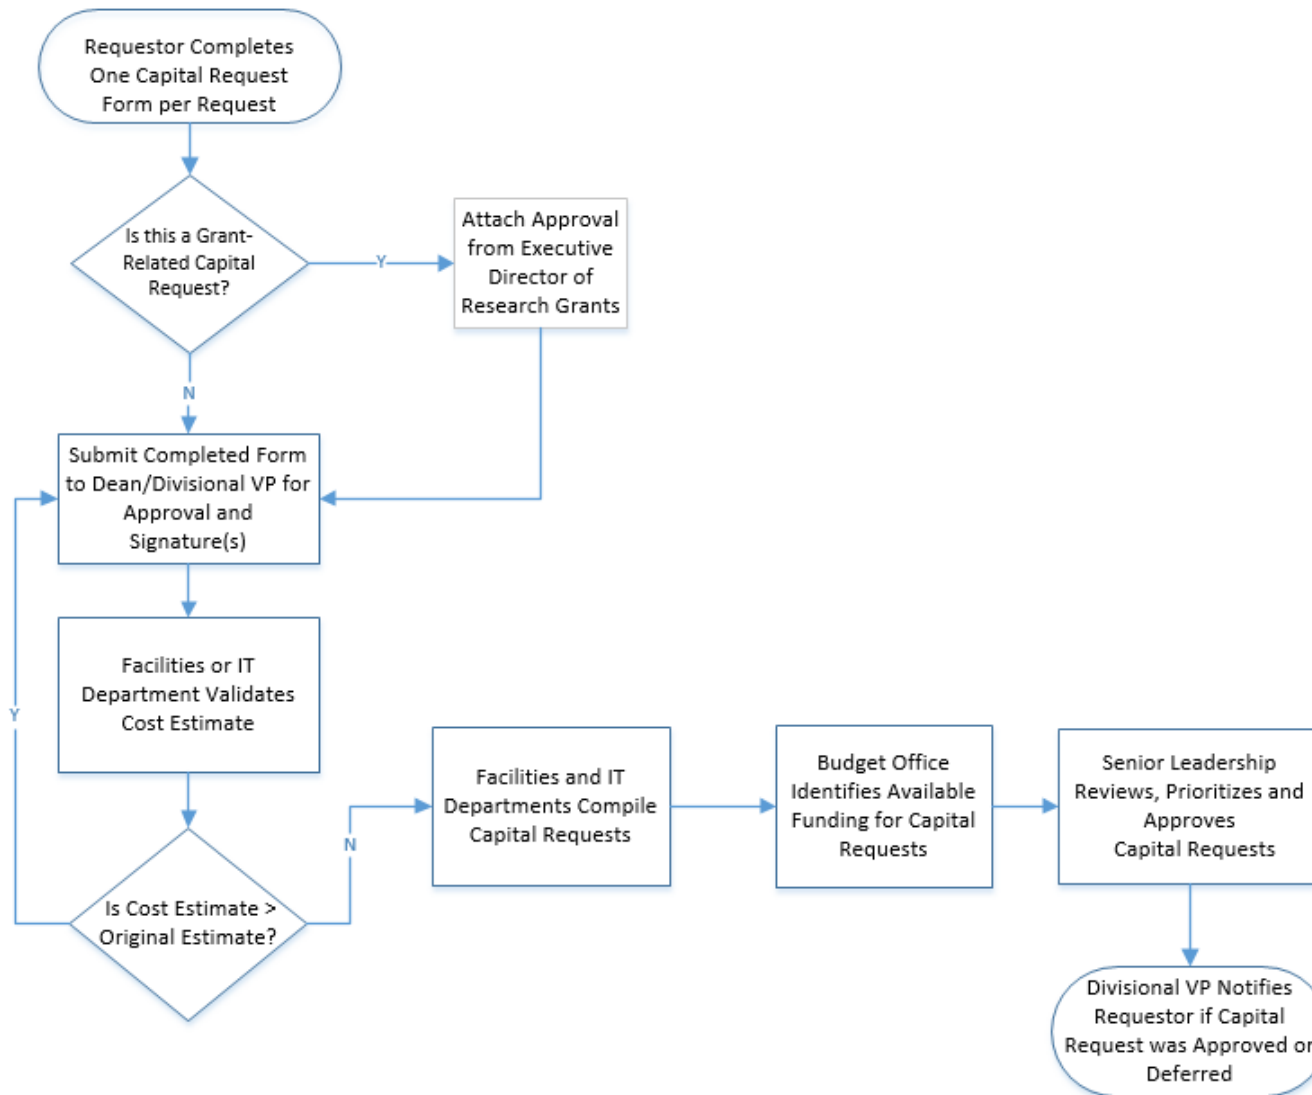 Requestor Completes
One Capital Request
Form per Request
Is this a Grant-
Related Capital
Request?
Y
Attach Approval
from Executive
Director of
Research Grants
N
Submit Completed Form
to Dean/Divisional VP for
Approval and
Signature(s)
Facilities or IT
Department Validates
Cost Estimate
Y
Is Cost Estimate >
Original Estimate?
N
Facilities and IT
Departments Compile
Capital Requests
Budget Office
Identifies Available
Funding for Capital
Requests
Senior Leadership
Reviews, Prioritizes and
Approves
Capital Requests
Divisional VP Notifies
Requestor if Capital
Request was Approved or
Deferred